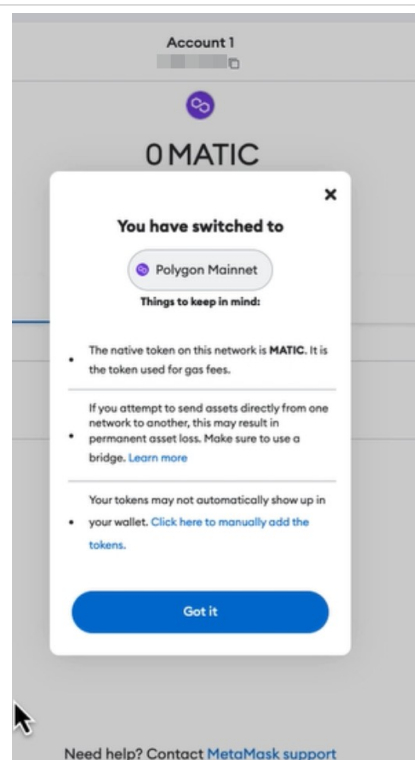 Account 1
0 MATIC
You have switched to
Polygon Mainnet
Things to keep in mind:
• The native token on this network is MATIC. It is
the token used for gas fees.
If you attempt to send assets directly from one
network to another, this may result in
• permanent asset loss. Make sure to use a
bridge. Learn more
Your tokens may not automatically show up in
• your wallet. Click here to manually add the
tokens.
Got it
Need help? Contact MetaMask support